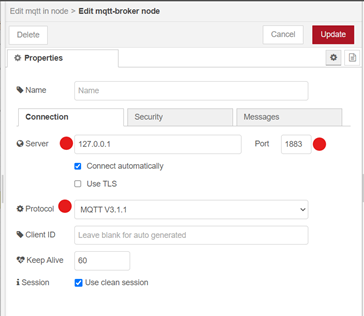 Edit mqtt in node > Edit mqtt-broker node
Delete Cancel Update
Properties
Name Name
Connection Security Messages
Server 127.0.0.1 Port 1883
Connect automatically
Use TLS
Protocol MQTT V3.1.1
Client ID Leave blank for auto generated
Keep Alive 60
Session Use clean session